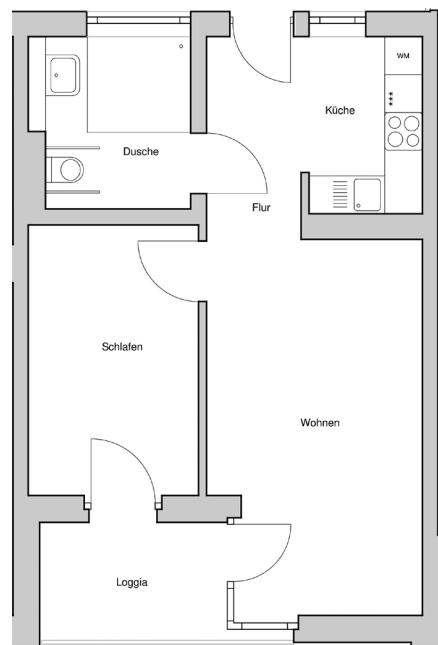 WM
***
Küche
Dusche
Flur
Schlafen
Wohnen
Loggia